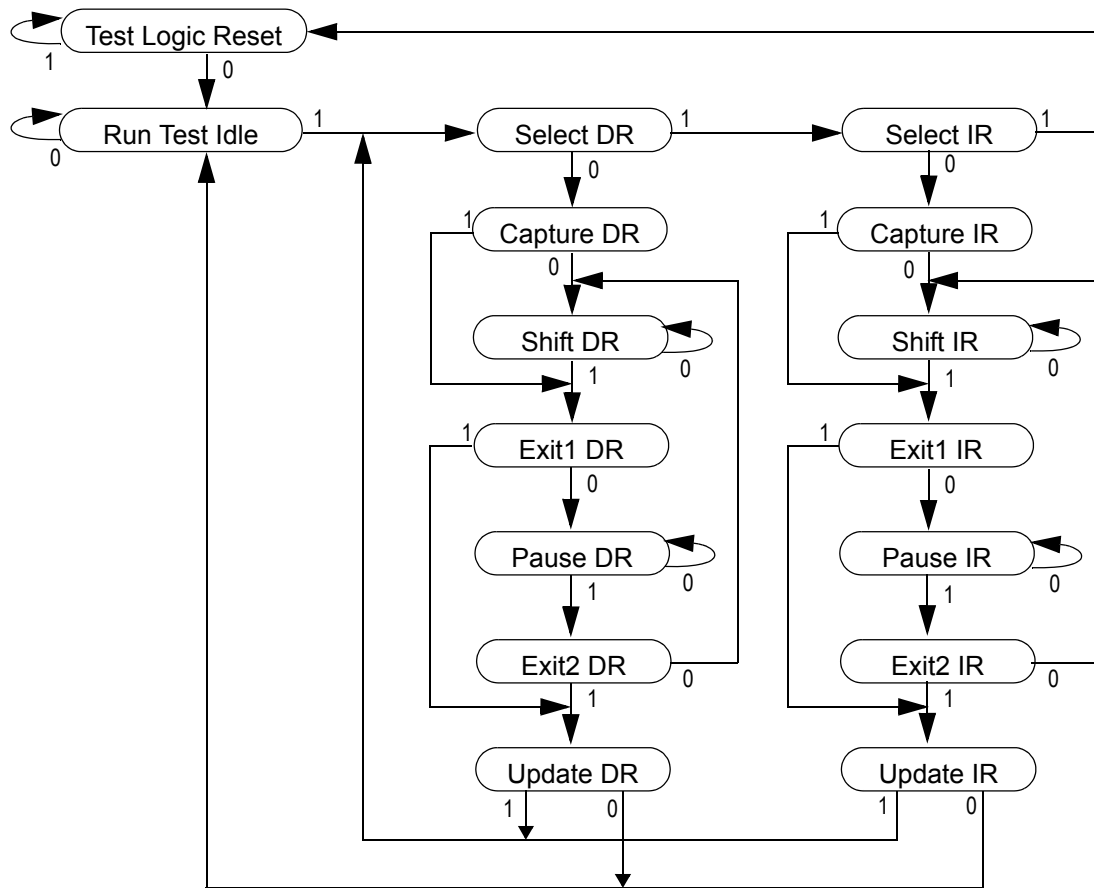 Test Logic Reset
1
0
Run Test Idle
0
1
Select DR
1
0
Select IR
1
0
1
Capture DR
0
1
Capture IR
0
Shift DR
0
1
Shift IR
0
1
1
Exit1 DR
0
1
Exit1 IR
0
Pause DR
0
1
Pause IR
0
1
Exit2 DR
0
1
Exit2 IR
0
1
Update DR
1
0
Update IR
1
0